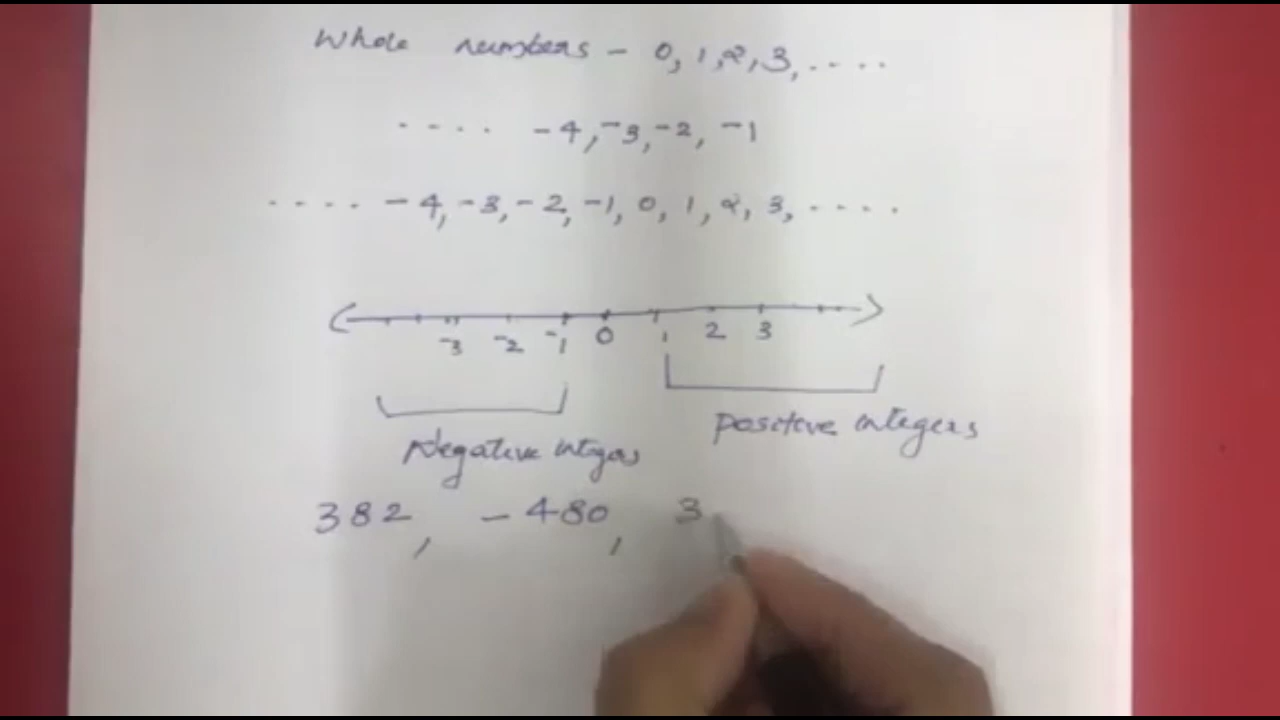 Whole numbers - 0, 1, 2, 3, ....
.... -4, -3, -2, -1
.... -4, -3, -2, -1, 0, 1, 2, 3, ....
-3 -2 -1 0 1 2 3
Positive integers
Negative integers
382, -480, 3